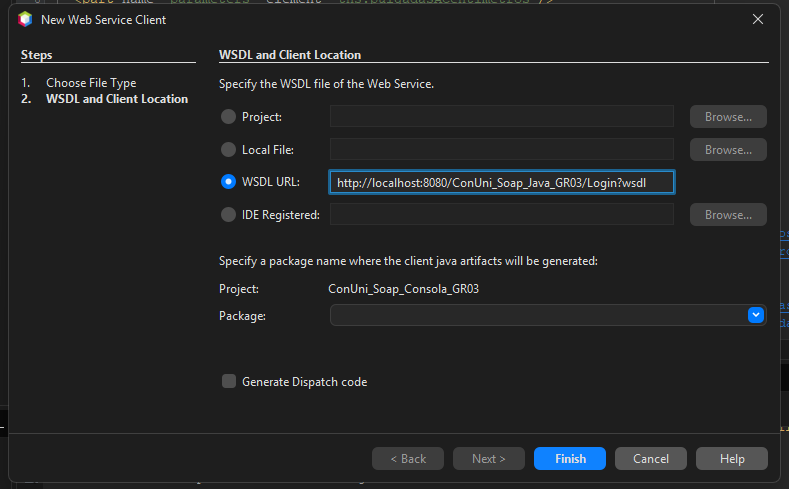 New Web Service Client
Steps
1. Choose File Type
2. WSDL and Client Location
WSDL and Client Location
Specify the WSDL file of the Web Service.
Project:
Browse...
Local File:
Browse...
WSDL URL:
http://localhost:8080/ConUni_Soap_Java_GR03/Login?wsdl
IDE Registered:
Browse...
Specify a package name where the client java artifacts will be generated:
Project:
ConUni_Soap_Consola_GR03
Package:
Generate Dispatch code
< Back
Next >
Finish
Cancel
Help